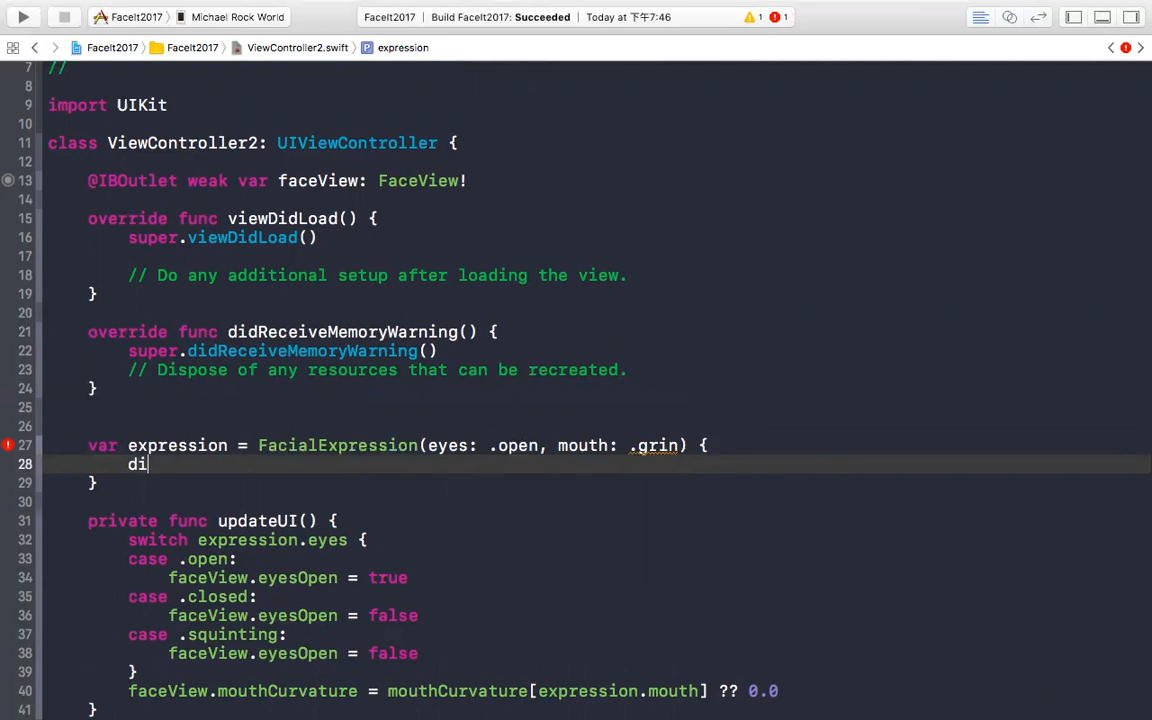 FaceIt2017 Michael Rock World FaceIt2017 Build FaceIt2017: Succeeded Today at 下午7:46 1 1
FaceIt2017 FaceIt2017 ViewController2.swift P expression
7 //
8
9 import UIKit
10
11 class ViewController2: UIViewController {
12
13 @IBOutlet weak var faceView: FaceView!
14
15 override func viewDidLoad() {
16 super.viewDidLoad()
17
18 // Do any additional setup after loading the view.
19 }
20
21 override func didReceiveMemoryWarning() {
22 super.didReceiveMemoryWarning()
23 // Dispose of any resources that can be recreated.
24 }
25
26
27 var expression = FacialExpression(eyes: .open, mouth: .grin) {
28 di
29 }
30
31 private func updateUI() {
32 switch expression.eyes {
33 case .open:
34 faceView.eyesOpen = true
35 case .closed:
36 faceView.eyesOpen = false
37 case .squinting:
38 faceView.eyesOpen = false
39 }
40 faceView.mouthCurvature = mouthCurvature[expression.mouth] ?? 0.0
41 }